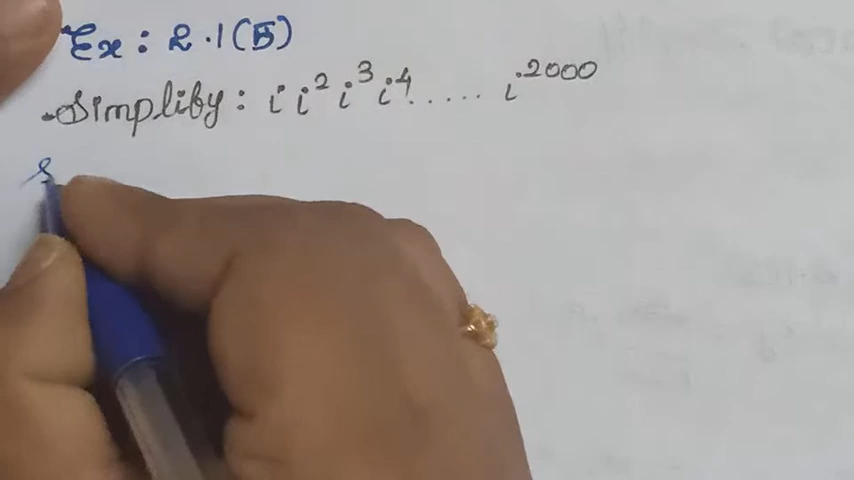 Ex: 2.1(5)
Simplify: i i² i³ i⁴ ..... i²⁰⁰⁰